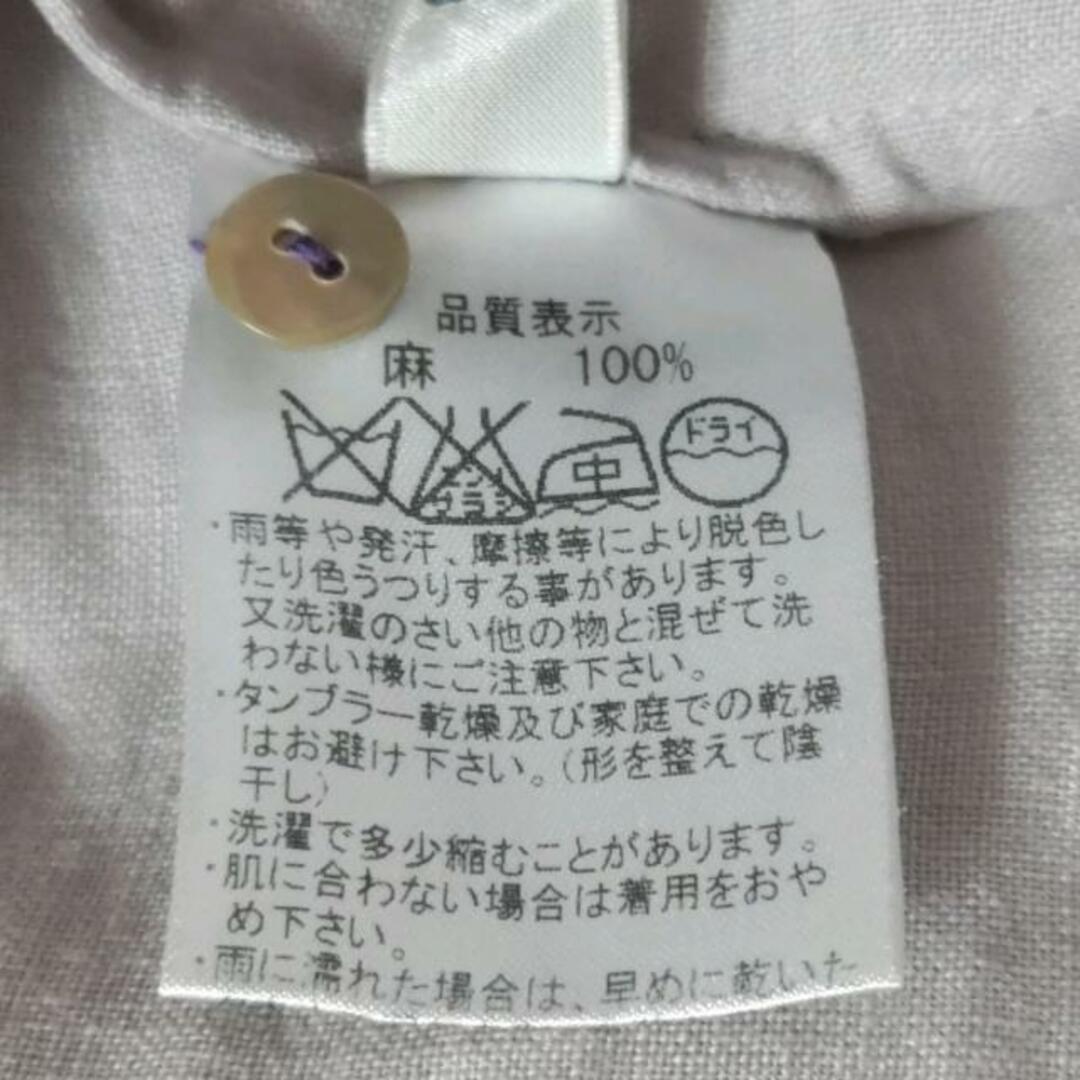 品質表示
麻 100%
エンソ
ブラシ
中
ドライ
・雨等や発汗、摩擦等により脱色し
たり色うつりする事があります。
又洗濯のさい他の物と混ぜて洗
わない様にご注意下さい。
・タンブラー乾燥及び家庭での乾燥
はお避け下さい。(形を整えて陰
干し)
・洗濯で多少縮むことがあります。
・肌に合わない場合は着用をおや
め下さい。
・雨に濡れた場合は、早めに乾いた